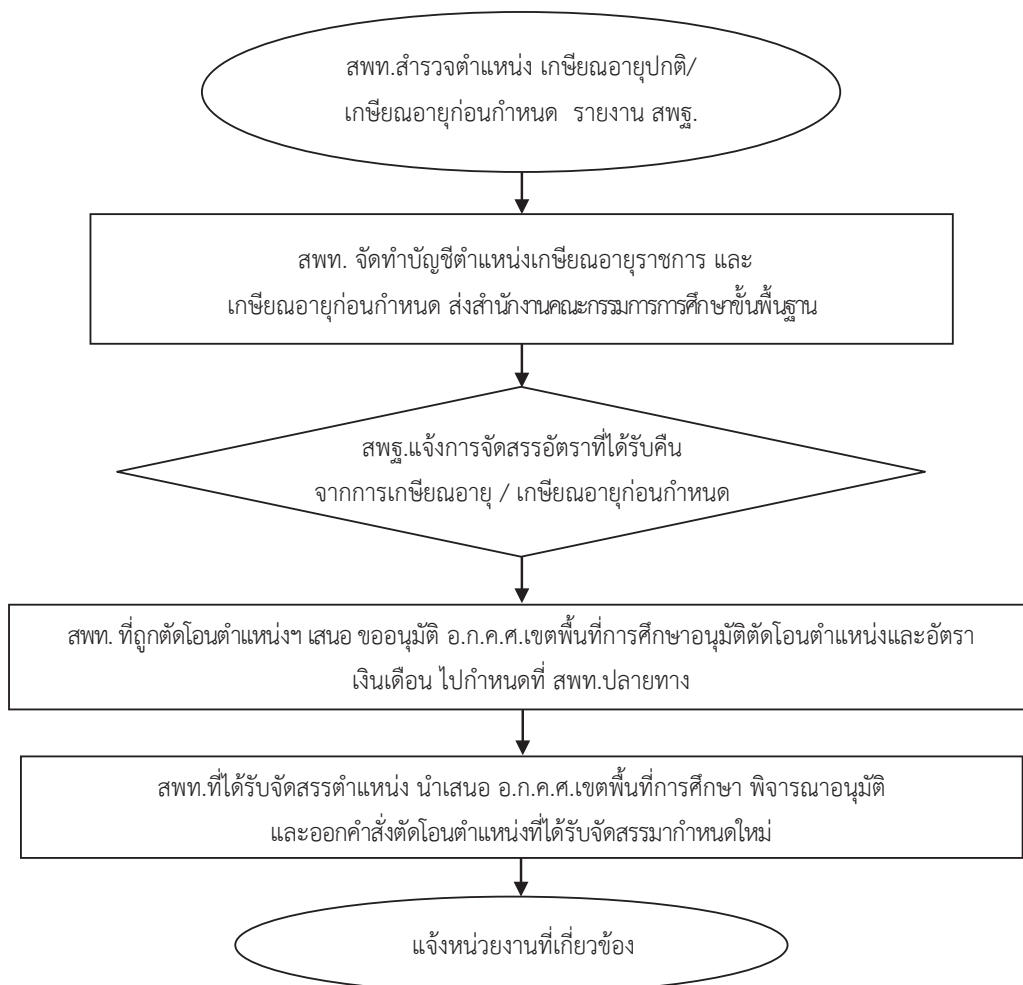 สพท.สำรวจตำแหน่ง เกษียณอายุปกติ/
เกษียณอายุก่อนกำหนด รายงาน สพฐ.
สพท. จัดทำบัญชีตำแหน่งเกษียณอายุราชการ และ
เกษียณอายุก่อนกำหนด ส่งสำนักงานคณะกรรมการการศึกษาขั้นพื้นฐาน
สพฐ.แจ้งการจัดสรรอัตราที่ได้รับคืน
จากการเกษียณอายุ / เกษียณอายุก่อนกำหนด
สพท. ที่ถูกตัดโอนตำแหน่งฯ เสนอ ขออนุมัติ อ.ก.ค.ศ.เขตพื้นที่การศึกษาอนุมัติตัดโอนตำแหน่งและอัตรา
เงินเดือน ไปกำหนดที่ สพท.ปลายทาง
สพท.ที่ได้รับจัดสรรตำแหน่ง นำเสนอ อ.ก.ค.ศ.เขตพื้นที่การศึกษา พิจารณาอนุมัติ
และออกคำสั่งตัดโอนตำแหน่งที่ได้รับจัดสรรมากำหนดใหม่
แจ้งหน่วยงานที่เกี่ยวข้อง